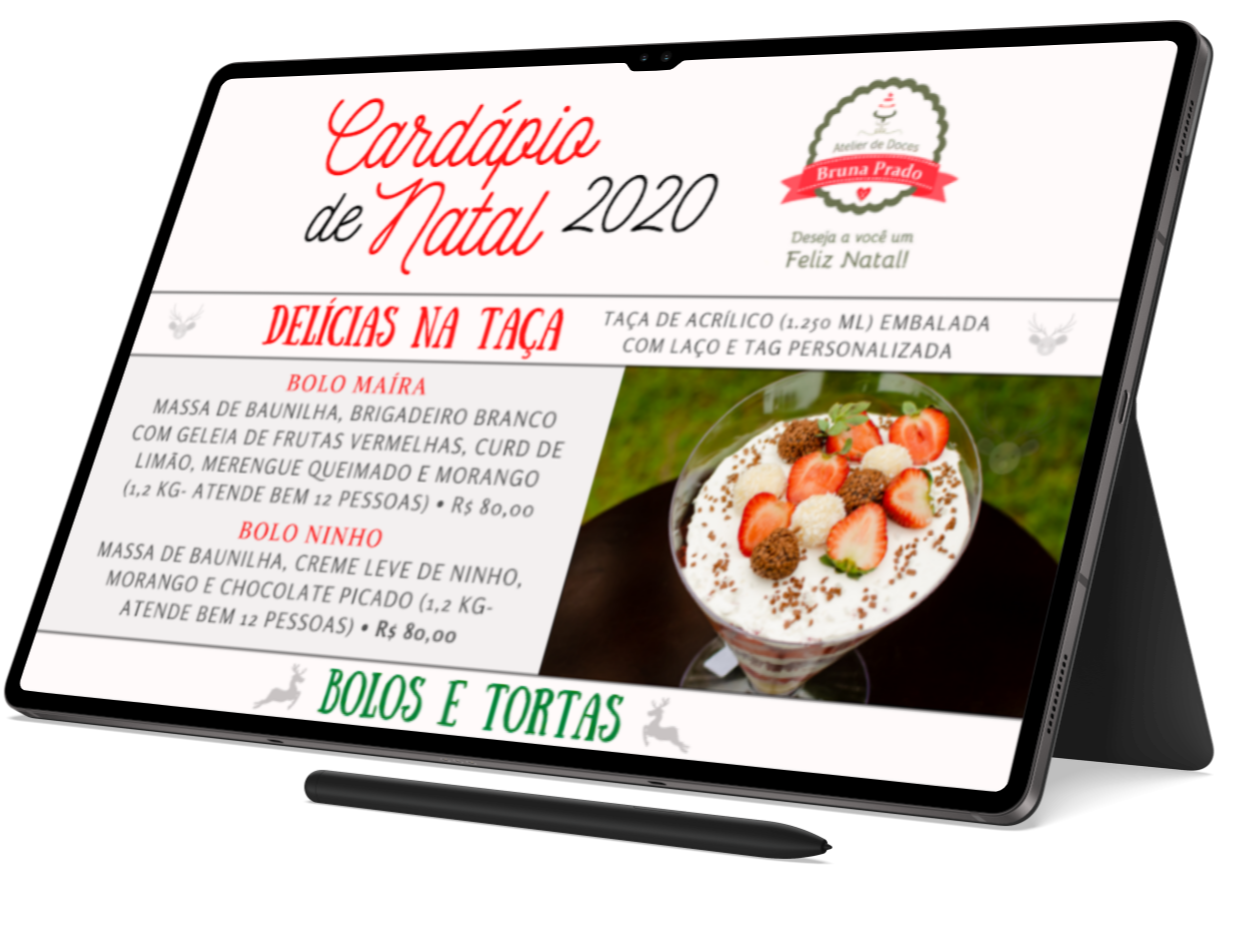 Cardápio
de Natal 2020
Atelier de Doces
Bruna Prado
Deseja a você um
Feliz Natal!
DELÍCIAS NA TAÇA
TAÇA DE ACRÍLICO (1.250 ML) EMBALADA
COM LAÇO E TAG PERSONALIZADA
BOLO MAÍRA
MASSA DE BAUNILHA, BRIGADEIRO BRANCO
COM GELEIA DE FRUTAS VERMELHAS, CURD DE
LIMÃO, MERENGUE QUEIMADO E MORANGO
(1,2 KG- ATENDE BEM 12 PESSOAS) • R$ 80,00
BOLO NINHO
MASSA DE BAUNILHA, CREME LEVE DE NINHO,
MORANGO E CHOCOLATE PICADO (1,2 KG-
ATENDE BEM 12 PESSOAS) • R$ 80,00
BOLOS E TORTAS